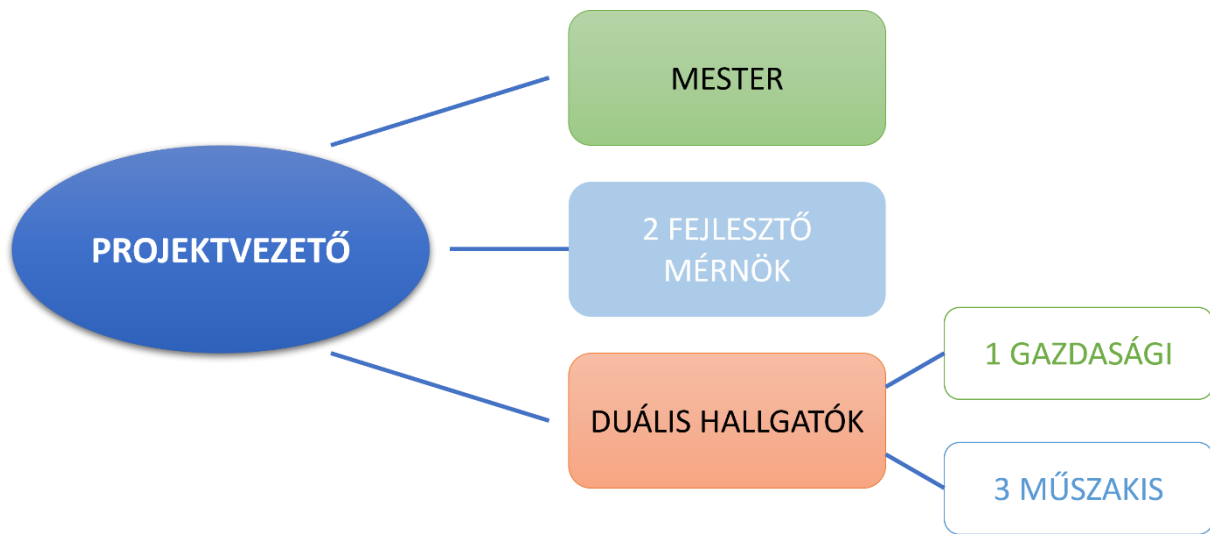 MESTER
PROJEKTVEZETŐ
2 FEJLESZTŐ
MÉRNÖK
DUÁLIS HALLGATÓK
1 GAZDASÁGI
3 MŰSZAKIS